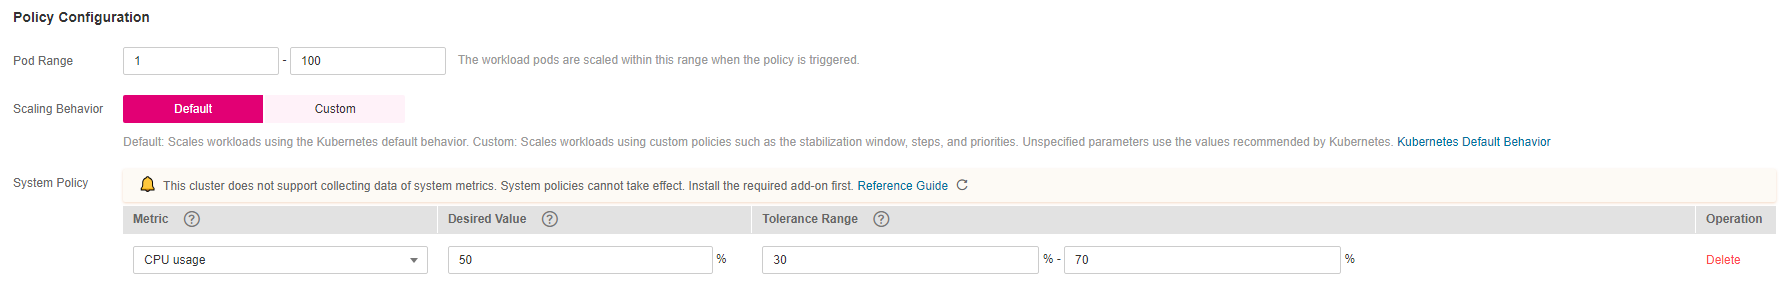 Policy Configuration
Pod Range 1 - 100 The workload pods are scaled within this range when the policy is triggered.
Scaling Behavior Default Custom
Default: Scales workloads using the Kubernetes default behavior. Custom: Scales workloads using custom policies such as the stabilization window, steps, and priorities. Unspecified parameters use the values recommended by Kubernetes. Kubernetes Default Behavior
System Policy This cluster does not support collecting data of system metrics. System policies cannot take effect. Install the required add-on first. Reference Guide
Metric ? Desired Value ? Tolerance Range ? Operation
CPU usage 50 % 30 % - 70 % Delete